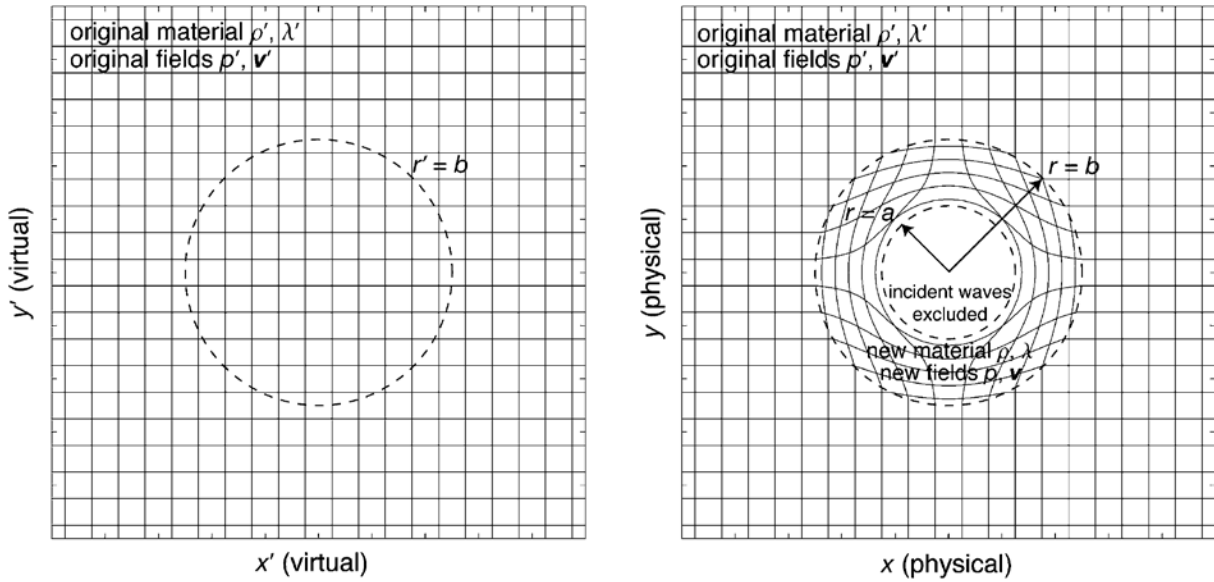 original material ρ′, λ′
original fields p′, v′
r′ = b
y′ (virtual)
x′ (virtual)
original material ρ′, λ′
original fields p′, v′
r = b
r = a
incident waves
excluded
new material ρ, λ
new fields p, v
y (physical)
x (physical)